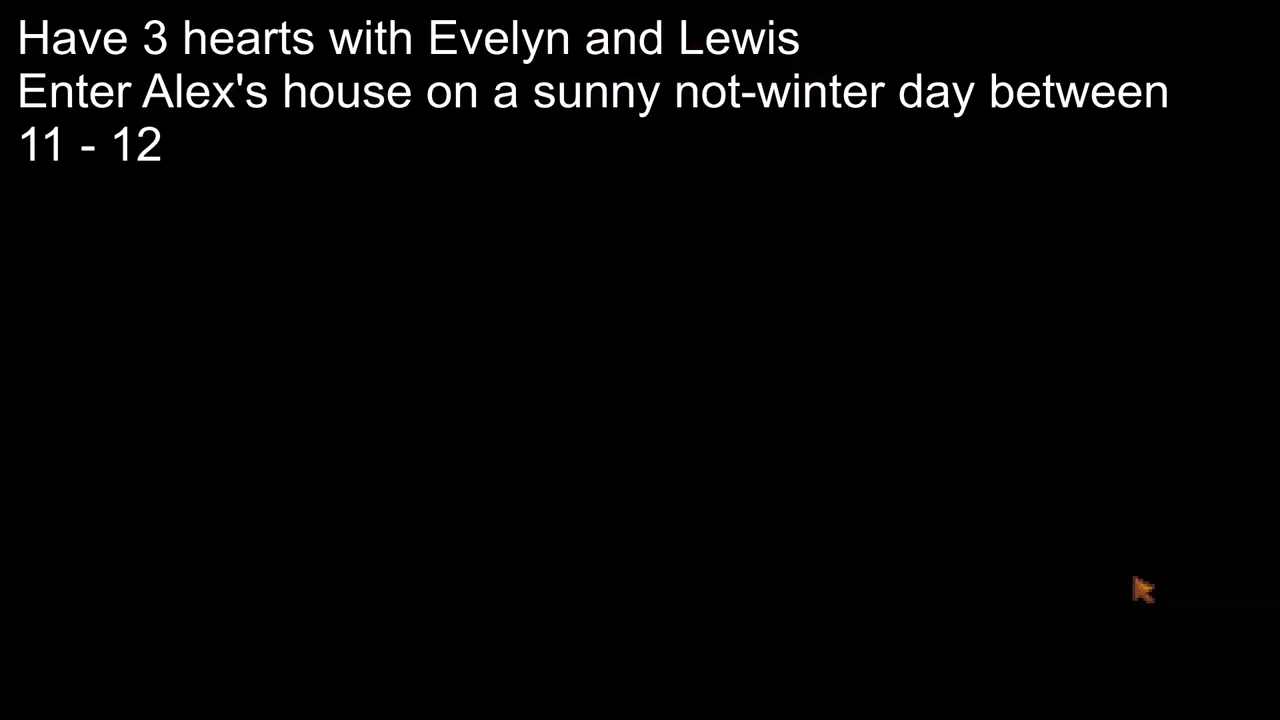 Have 3 hearts with Evelyn and Lewis
Enter Alex's house on a sunny not-winter day between
11 - 12